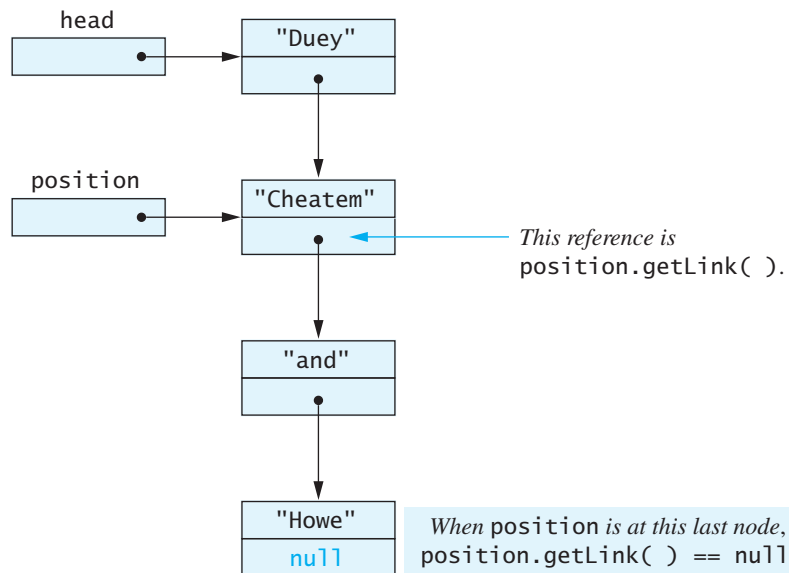 head
"Duey"
position
"Cheatem"
This reference is
position.getLink( ).
"and"
"Howe"
null
When position is at this last node,
position.getLink( ) == null